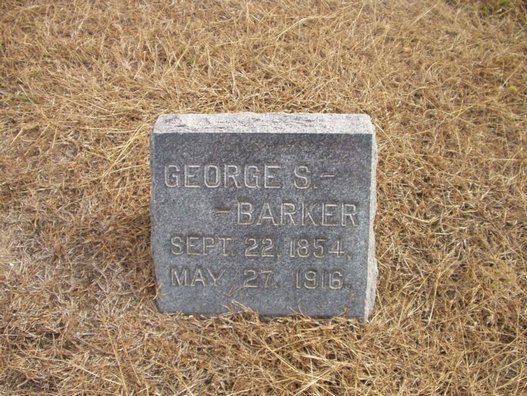 GEORGE S.-
-BARKER
SEPT. 22, 1854.
MAY 27, 1916.